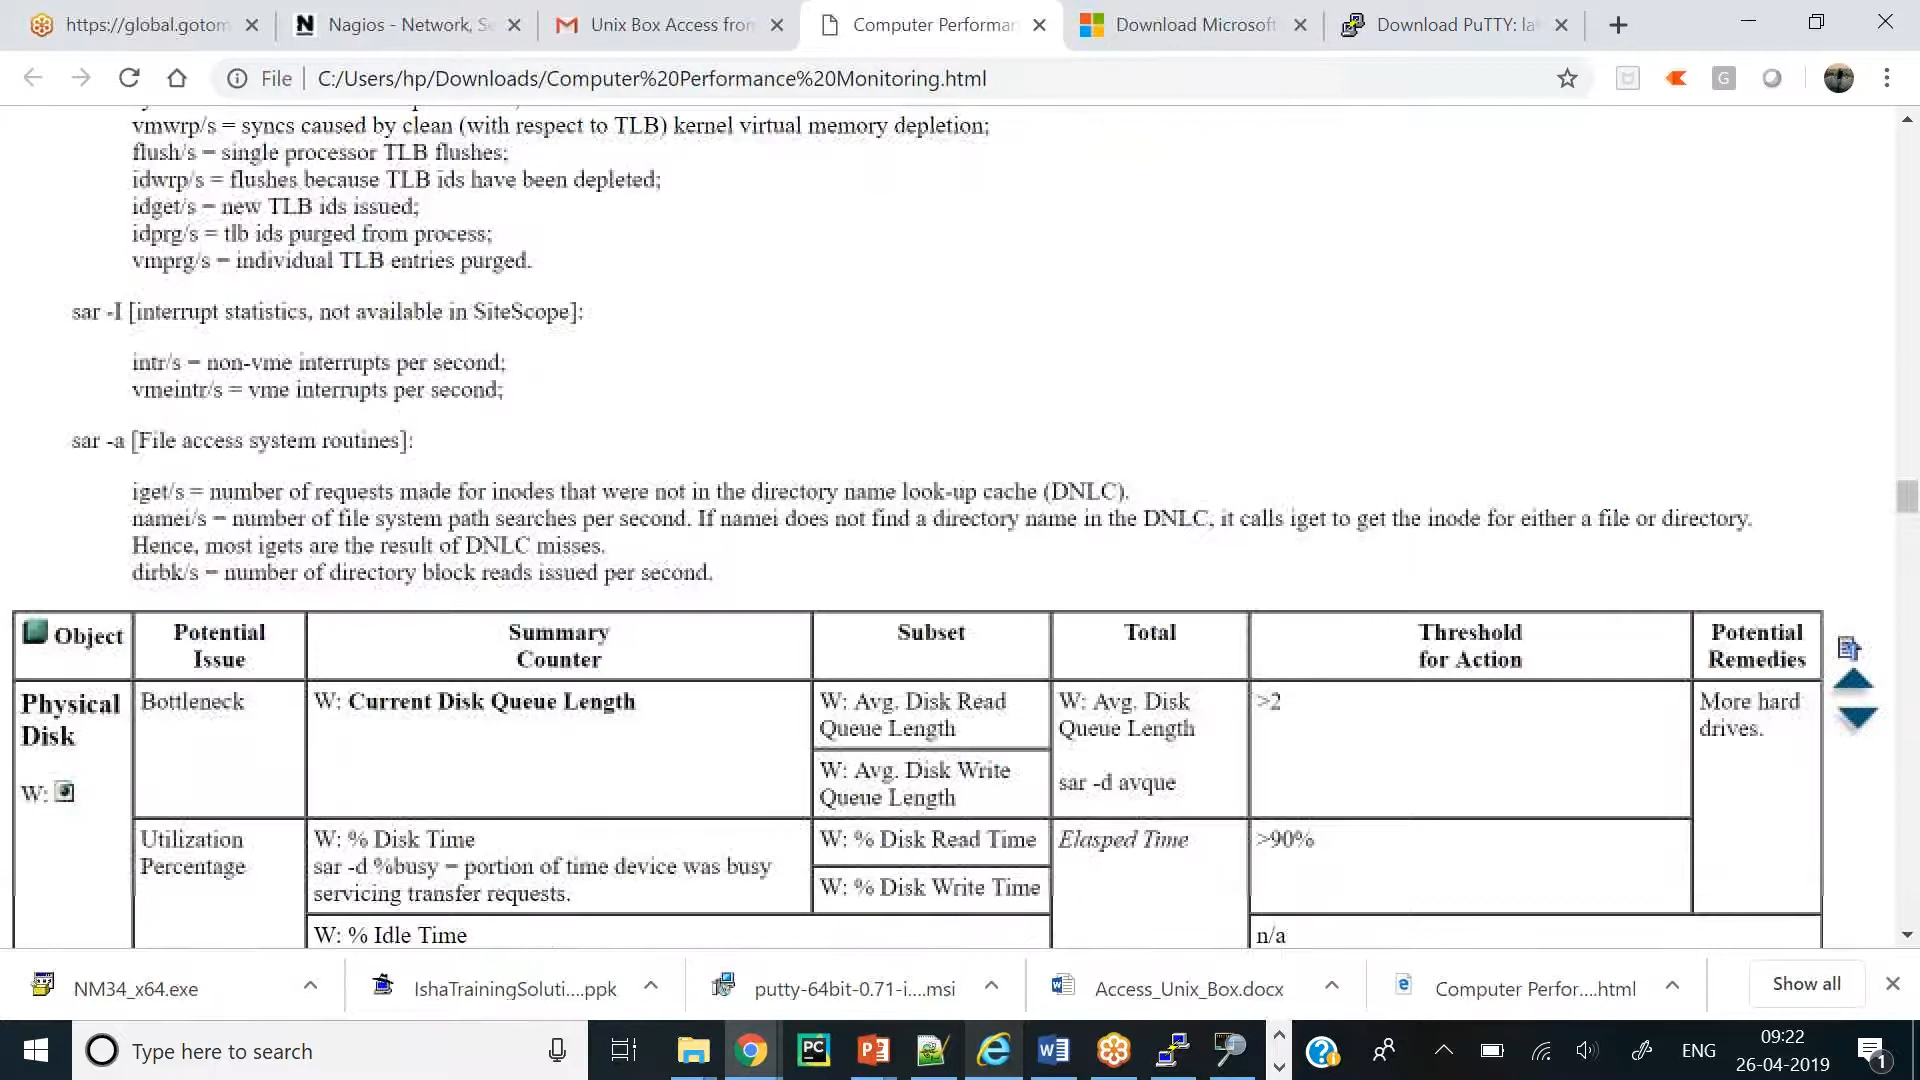 https://global.gotom
Nagios - Network, Se
Unix Box Access from
Computer Performan
Download Microsoft
Download PuTTY: la
File
C:/Users/hp/Downloads/Computer%20Performance%20Monitoring.html
vmwrp/s = syncs caused by clean (with respect to TLB) kernel virtual memory depletion;
flush/s = single processor TLB flushes;
idwrp/s = flushes because TLB ids have been depleted;
idget/s = new TLB ids issued;
idprg/s = tlb ids purged from process;
vmprg/s = individual TLB entries purged.
sar -I [interrupt statistics, not available in SiteScope]:
intr/s = non-vme interrupts per second;
vmeintr/s = vme interrupts per second;
sar -a [File access system routines]:
iget/s = number of requests made for inodes that were not in the directory name look-up cache (DNLC).
namei/s = number of file system path searches per second. If namei does not find a directory name in the DNLC, it calls iget to get the inode for either a file or directory.
Hence, most igets are the result of DNLC misses.
dirbk/s = number of directory block reads issued per second.
Object
Potential Issue
Summary Counter
Subset
Total
Threshold for Action
Potential Remedies
Physical Disk
W:
Bottleneck
W: Current Disk Queue Length
W: Avg. Disk Read Queue Length
W: Avg. Disk Write Queue Length
W: Avg. Disk Queue Length
sar -d avque
>2
More hard drives.
Utilization Percentage
W: % Disk Time
sar -d %busy = portion of time device was busy
servicing transfer requests.
W: % Disk Read Time
W: % Disk Write Time
Elasped Time
>90%
W: % Idle Time
n/a
NM34_x64.exe
IshaTrainingSoluti....ppk
putty-64bit-0.71-i....msi
Access_Unix_Box.docx
Computer Perfor....html
Show all
Type here to search
ENG
09:22
26-04-2019
1